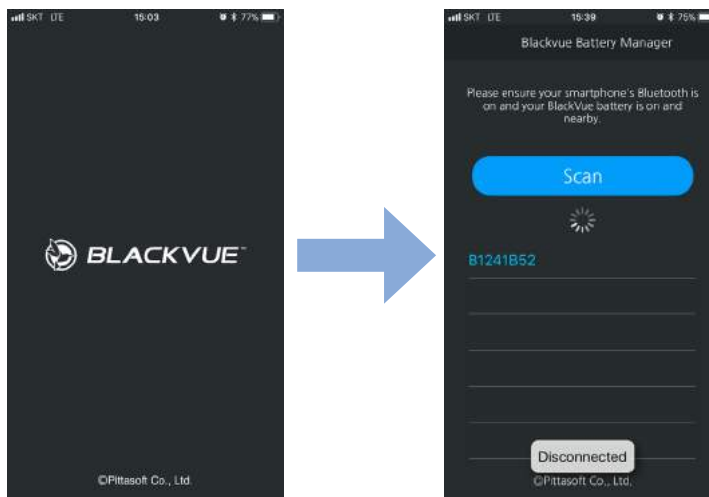 SKT LTE 15:03 77%
BLACKVUE™
©Pittasoft Co., Ltd.
SKT LTE 15:39 75%
Blackvue Battery Manager
Please ensure your smartphone's Bluetooth is
on and your BlackVue battery is on and
nearby.
Scan
B1241B52
Disconnected
©Pittasoft Co., Ltd.